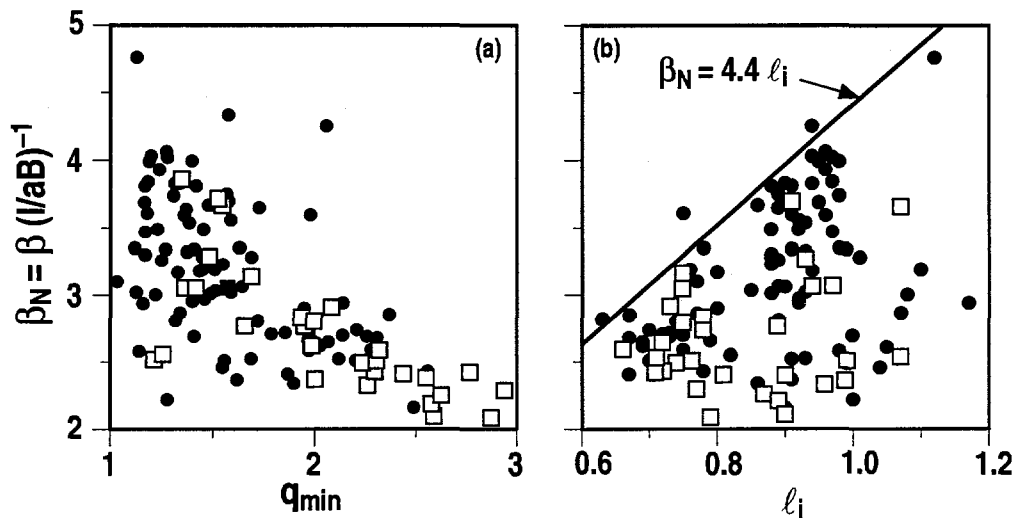 5
4
3
2
β_N = β (I/aB)⁻¹
(a)
1
2
3
q_min
(b)
β_N = 4.4 ℓ_i
0.6
0.8
1.0
1.2
ℓ_i